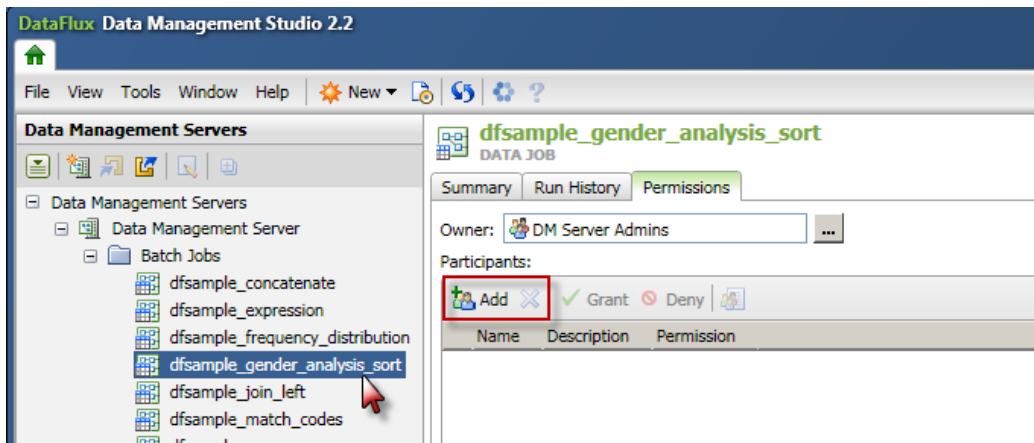 DataFlux Data Management Studio 2.2
File View Tools Window Help New ?
Data Management Servers
Data Management Servers
Data Management Server
Batch Jobs
dfsample_concatenate
dfsample_expression
dfsample_frequency_distribution
dfsample_gender_analysis_sort
dfsample_join_left
dfsample_match_codes
dfsample_gender_analysis_sort
DATA JOB
Summary Run History Permissions
Owner: DM Server Admins ...
Participants:
Add Grant Deny
Name Description Permission